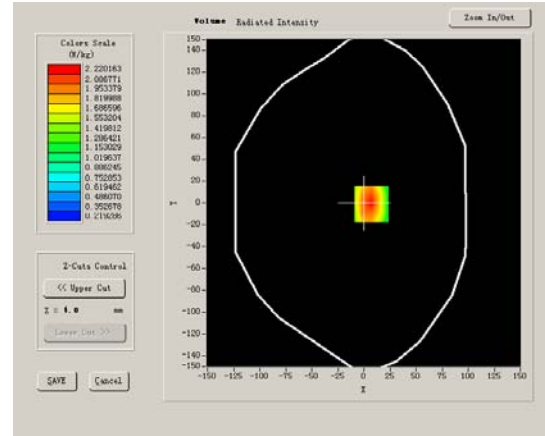 Volume Radiated Intensity
Zoom In/Out
Colors Scale
(W/kg)
2.220163
2.086771
1.953379
1.819988
1.686596
1.553204
1.419812
1.286421
1.153029
1.019637
0.886245
0.752853
0.619462
0.486070
0.352678
0.219286
Z-Cuts Control
<< Upper Cut
Z = 4.0 mm
Lower Cut >>
SAVE
Cancel
150
120
100
80
60
40
20
0
-20
-40
-60
-80
-100
-120
-140
-150
Y
-150 -125 -100 -75 -50 -25 0 25 50 75 100 125 150
X